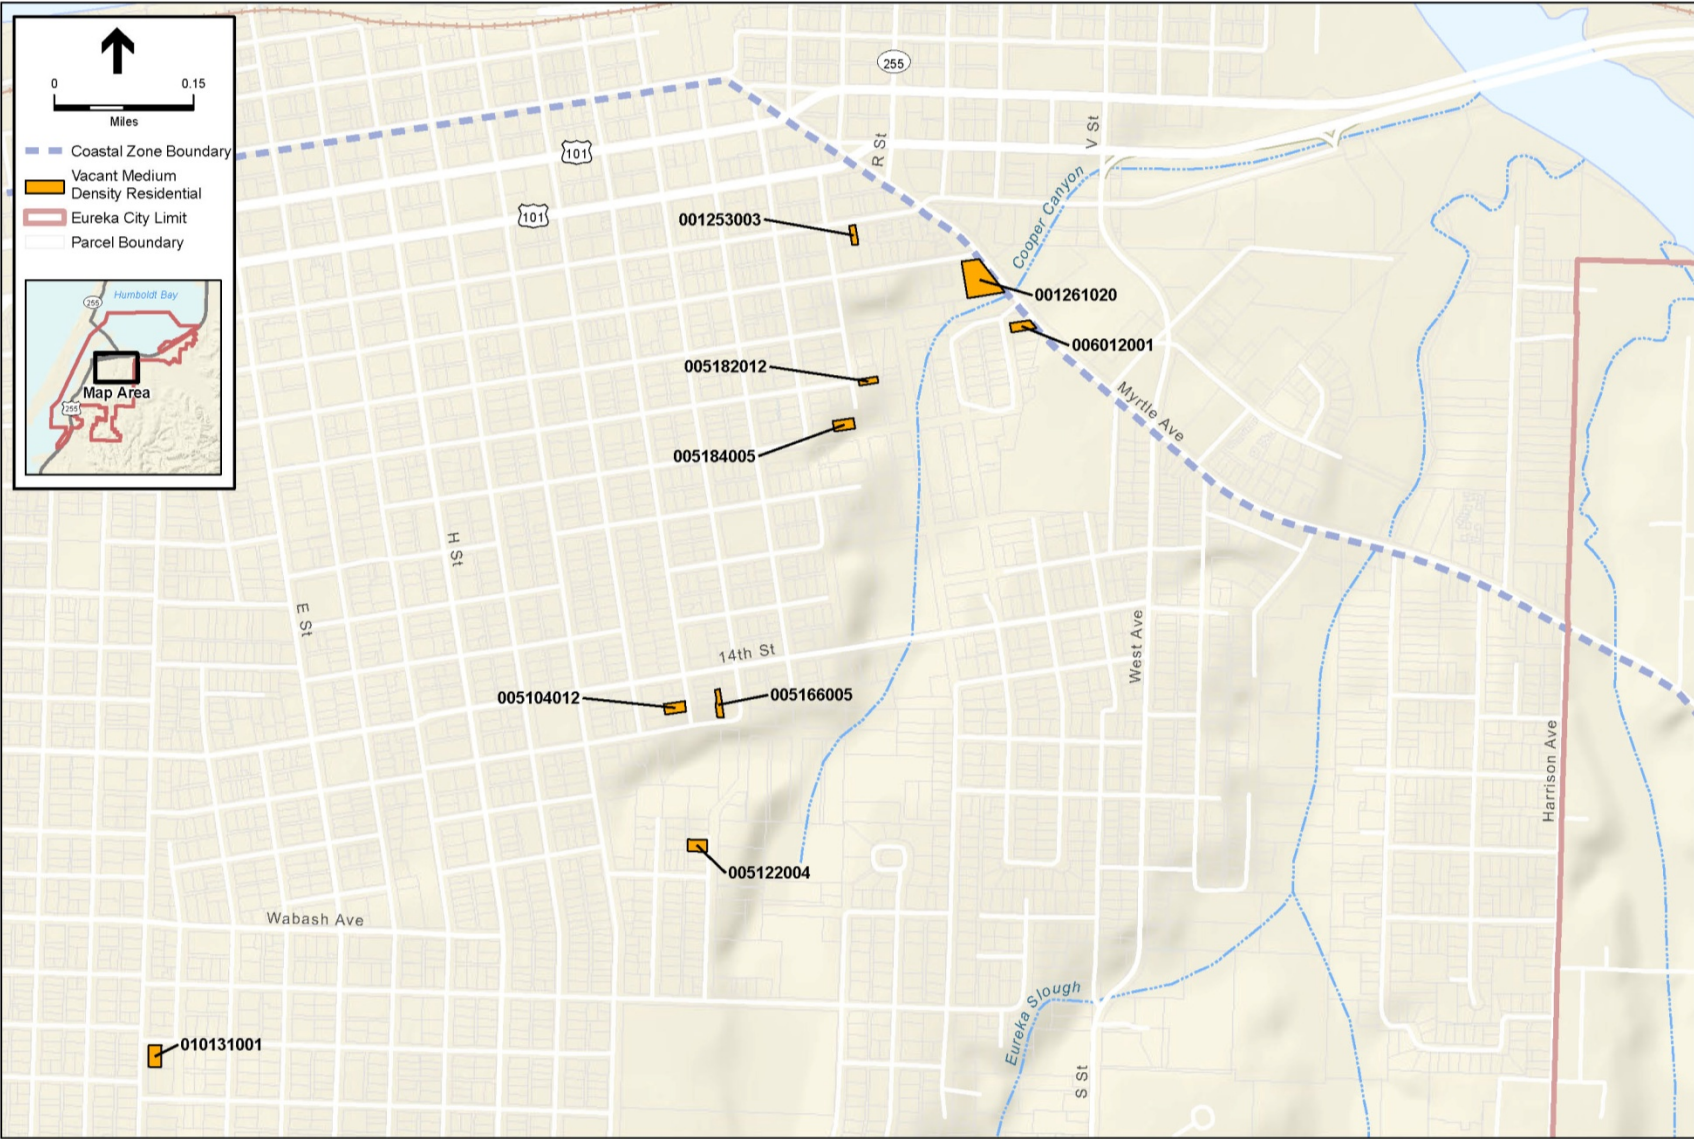 0 0.15
Miles
Coastal Zone Boundary
Vacant Medium
Density Residential
Eureka City Limit
Parcel Boundary
255
Humboldt Bay
Map Area
255
255
101
101
R St
V St
Cooper Canyon
001253003
001261020
006012001
005182012
Myrtle Ave
005184005
H St
E St
14th St
West Ave
005104012
005166005
Harrison Ave
005122004
Wabash Ave
Eureka Slough
010131001
S St